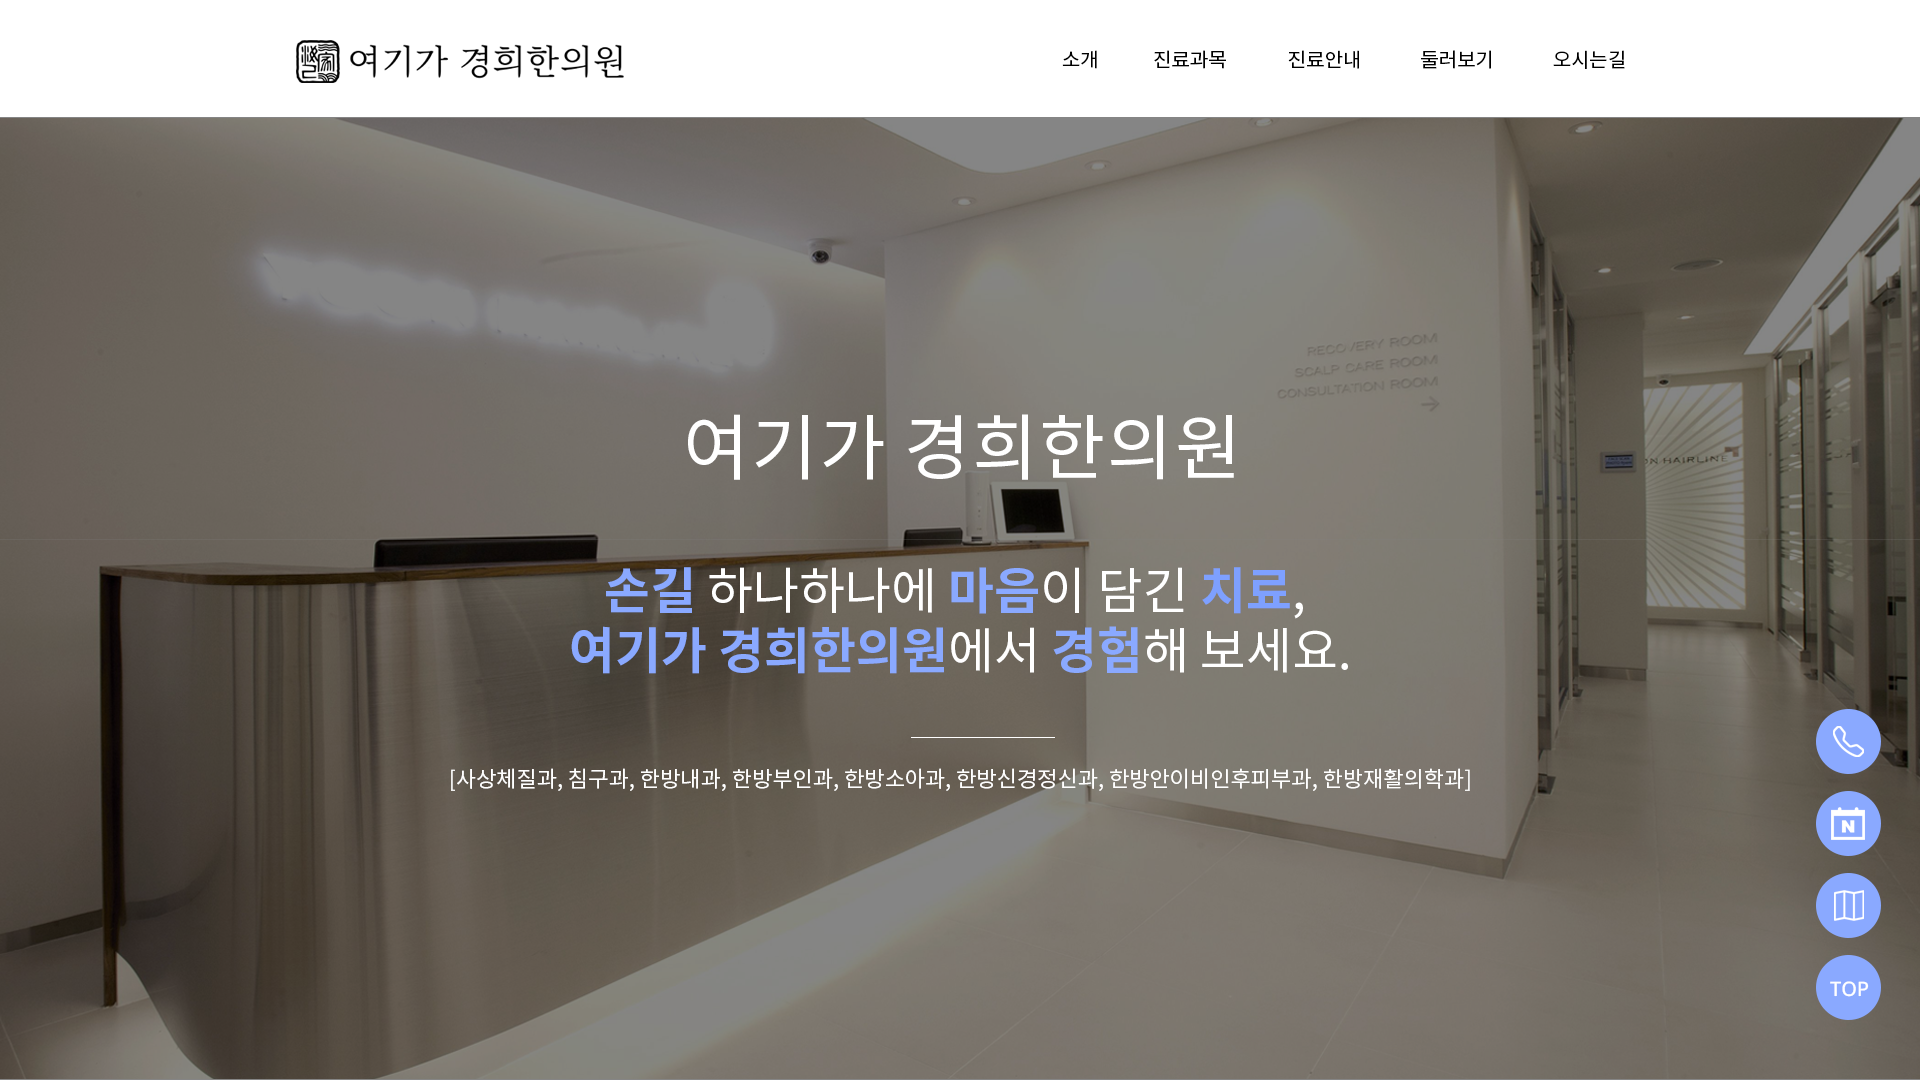 여기가 경희한의원
소개
진료과목
진료안내
둘러보기
오시는길
RECOVERY ROOM
SCALP CARE ROOM
CONSULTATION ROOM
여기가 경희한의원
ON HAIRLINE
손길 하나하나에 마음이 담긴 치료,
여기가 경희한의원에서 경험해 보세요.
[사상체질과, 침구과, 한방내과, 한방부인과, 한방소아과, 한방신경정신과, 한방안이비인후피부과, 한방재활의학과]
N
TOP